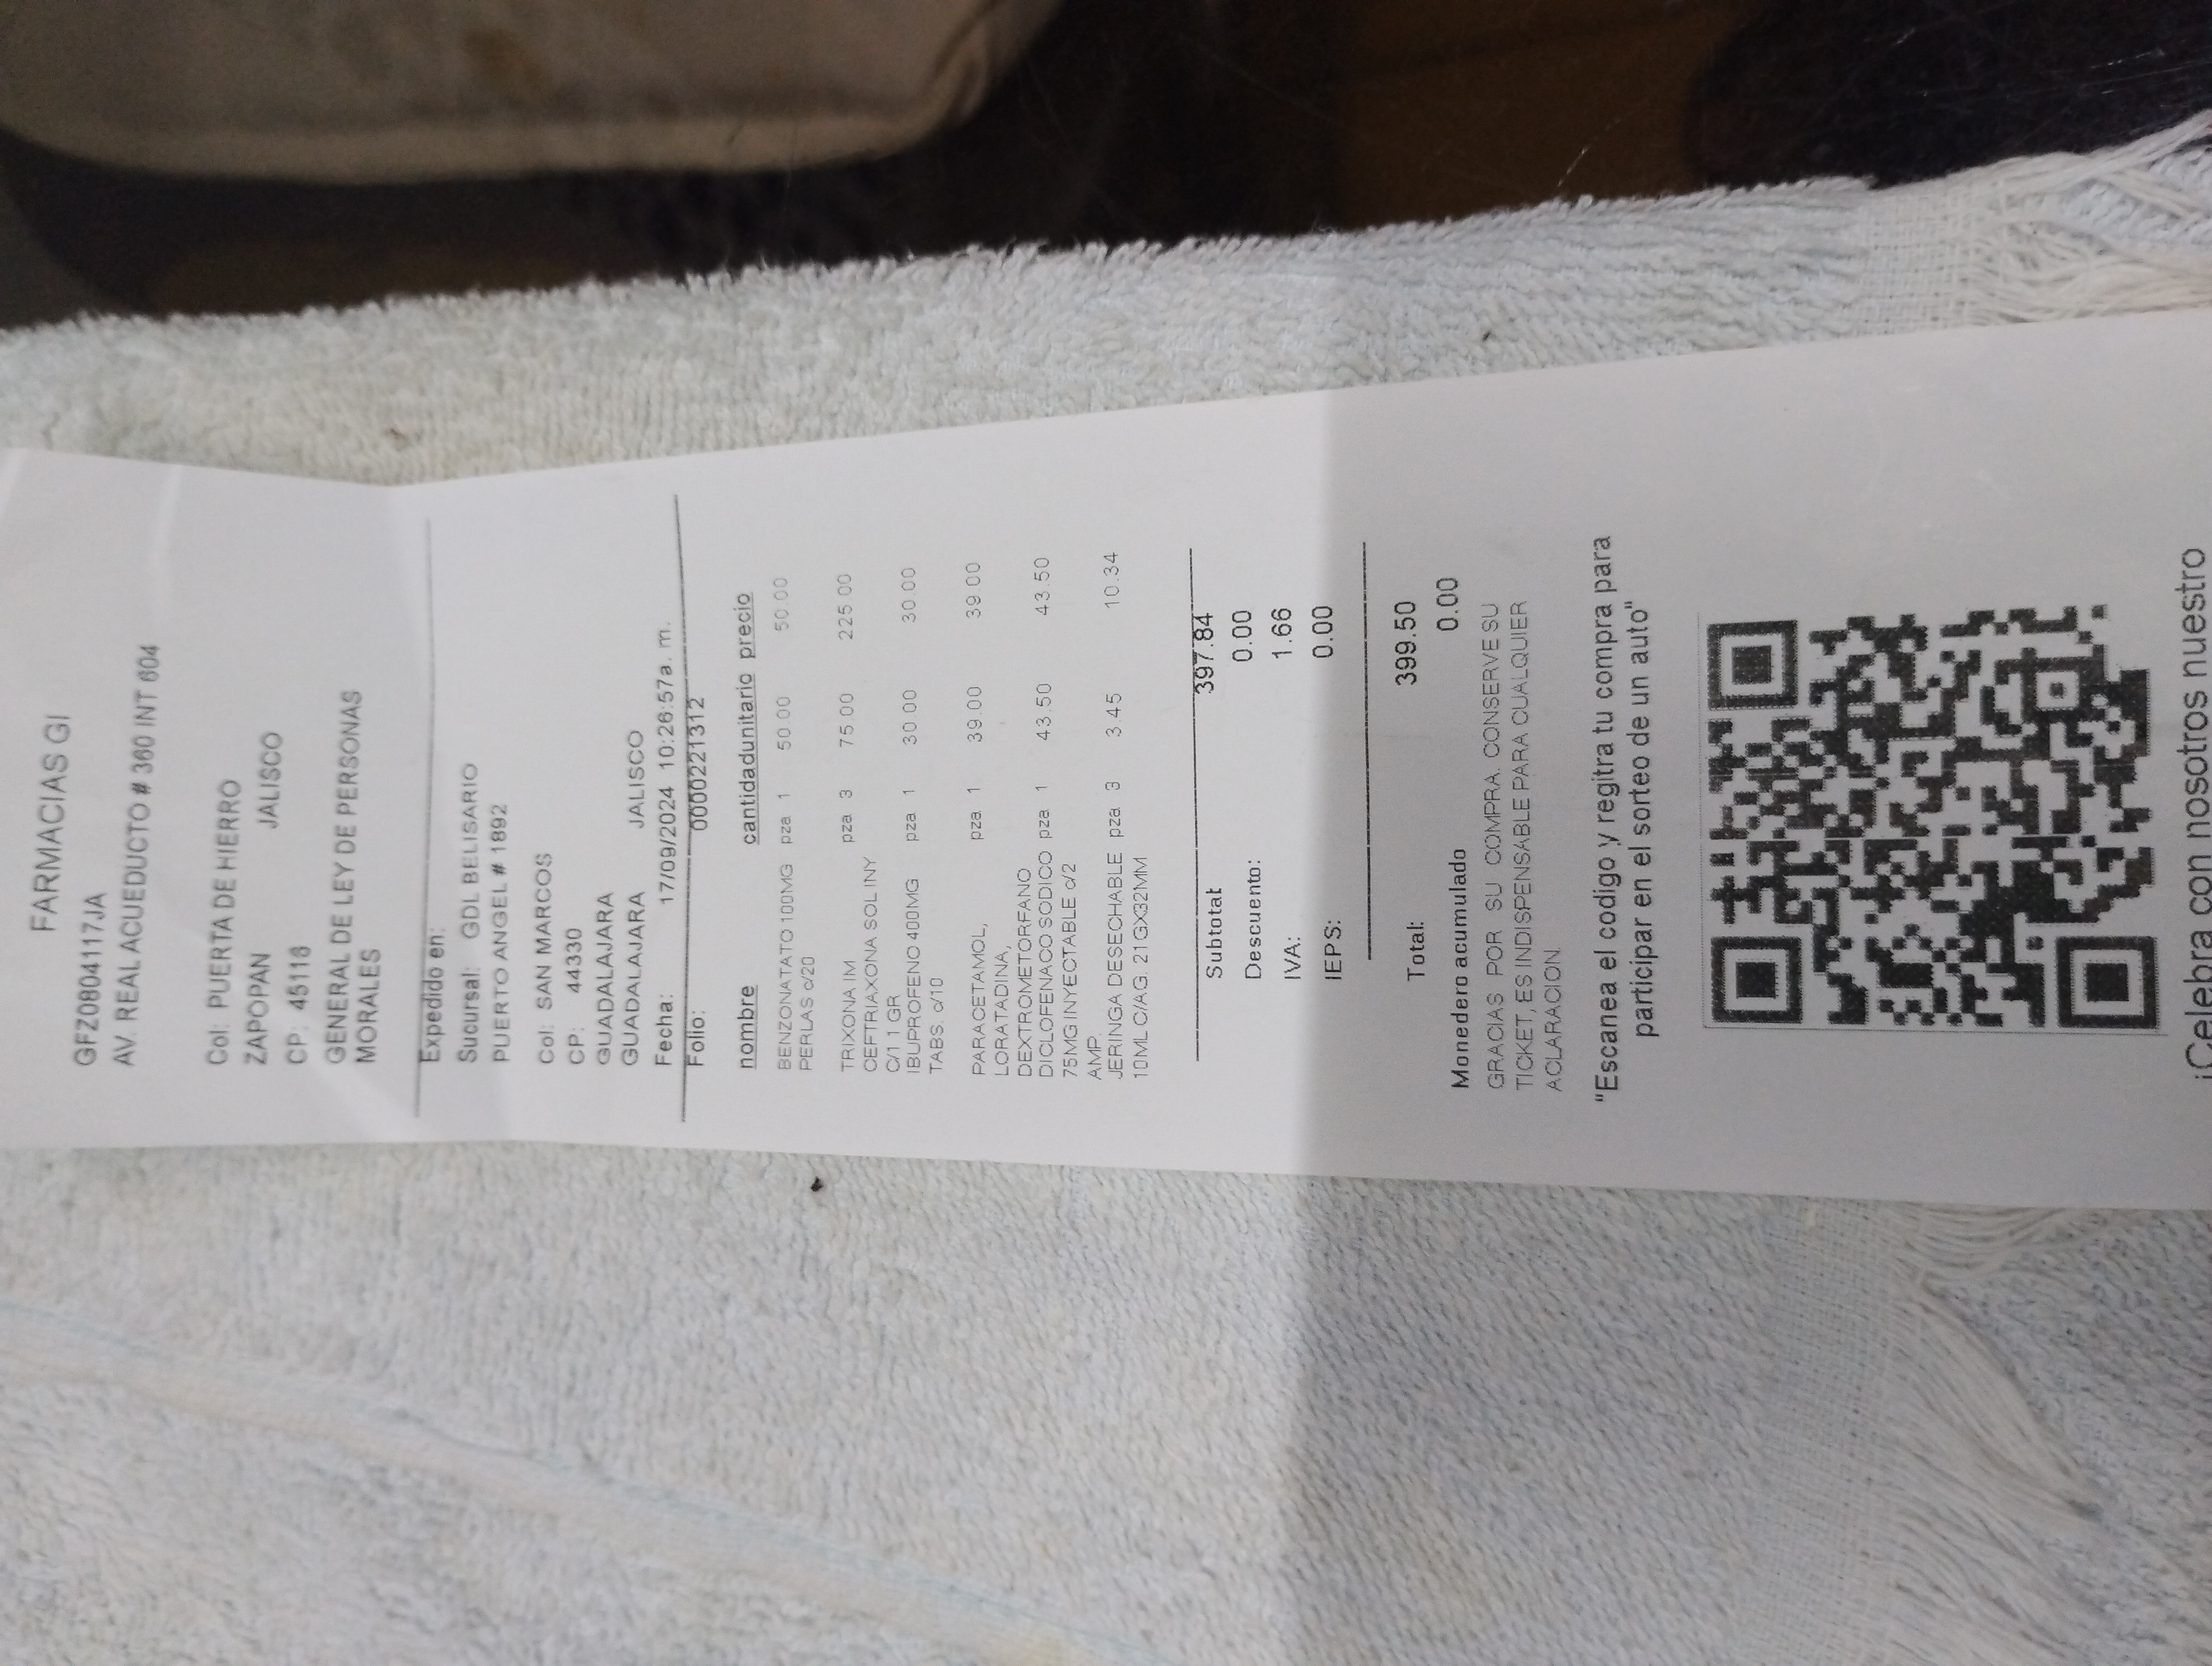 FARMACIAS GI
GFZ0804117JA
AV. REAL ACUEDUCTO # 360 INT 604
Col: PUERTA DE HIERRO
ZAPOPAN JALISCO
CP: 45116
GENERAL DE LEY DE PERSONAS
MORALES
Expedido en:
Sucursal: GDL BELISARIO
PUERTO ANGEL # 1892
Col: SAN MARCOS
CP: 44330
GUADALAJARA
GUADALAJARA JALISCO
Fecha: 17/09/2024 10:26:57a. m.
Folio: 0000221312
nombre cantidadunitario precio
BENZONATATO 100MG pza 1 50.00 50.00
PERLAS c/20
TRIXONA IM pza 3 75.00 225.00
CEFTRIAXONA SOL INY
C/1 1 GR
IBUPROFENO 400MG pza 1 30.00 30.00
TABS. c/10
PARACETAMOL, pza 1 39.00 39.00
LORATADINA,
DEXTROMETORFANO
DICLOFENACO SODICO pza 1 43.50 43.50
75MG INYECTABLE c/2
AMP.
JERINGA DESECHABLE pza 3 3.45 10.34
10ML C/AG. 21GX32MM
Subtotal 397.84
Descuento: 0.00
IVA: 1.66
IEPS: 0.00
Total: 399.50
Monedero acumulado 0.00
GRACIAS POR SU COMPRA. CONSERVE SU
TICKET, ES INDISPENSABLE PARA CUALQUIER
ACLARACION.
"Escanea el codigo y regitra tu compra para
participar en el sorteo de un auto"
¡Celebra con nosotros nuestro